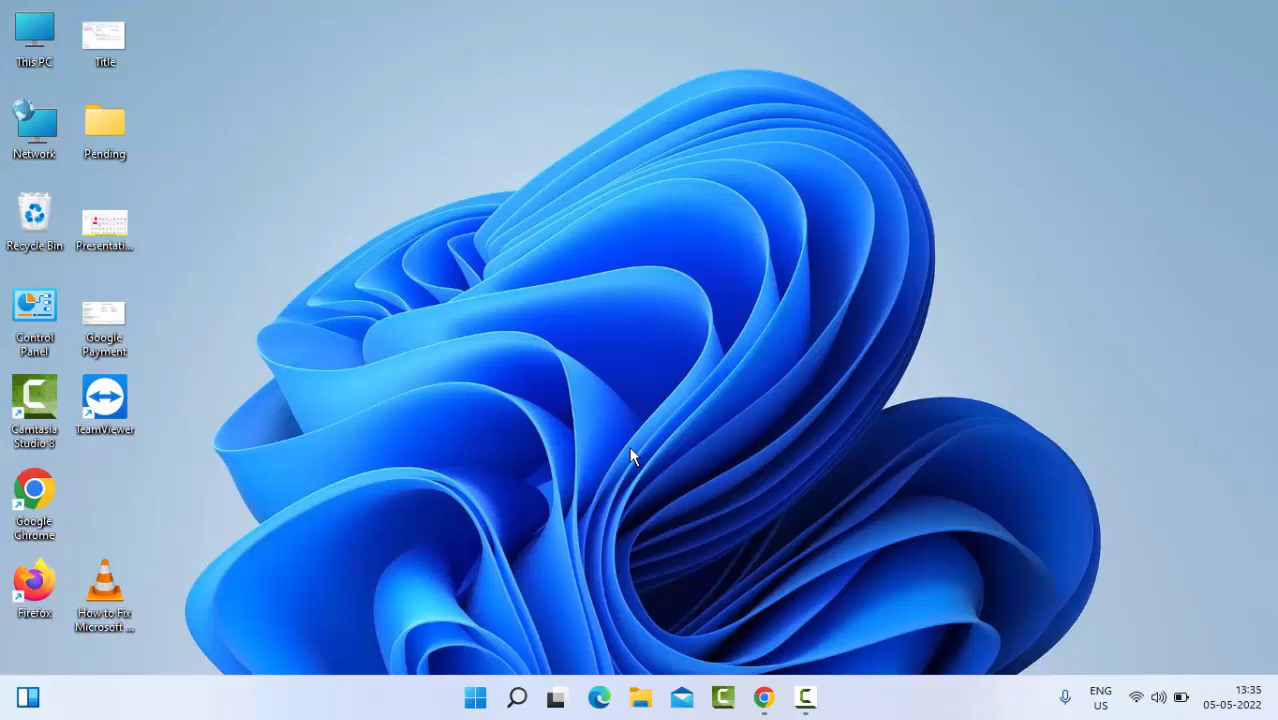 This PC
Title
Network
Pending
Recycle Bin
Presentati...
Control
Panel
Google
Payment
Camtasia
Studio 8
TeamViewer
Google
Chrome
Firefox
How to Fix
Microsoft ...
ENG
US
13:35
05-05-2022